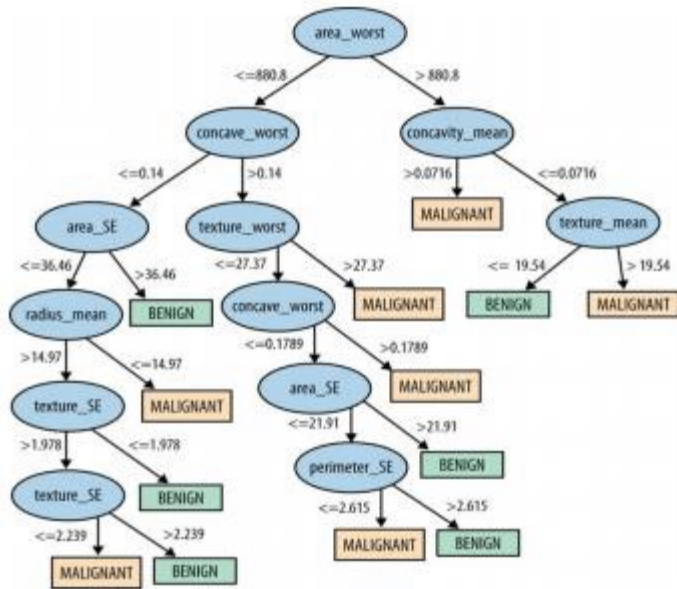 area_worst
<=880.8
> 880.8
concave_worst
concavity_mean
<=0.14
>0.14
>0.0716
<=0.0716
area_SE
texture_worst
MALIGNANT
texture_mean
<=36.46
>36.46
<=27.37
>27.37
<= 19.54
> 19.54
radius_mean
BENIGN
concave_worst
MALIGNANT
BENIGN
MALIGNANT
>14.97
<=14.97
<=0.1789
>0.1789
texture_SE
MALIGNANT
area_SE
MALIGNANT
>1.978
<=1.978
<=21.91
>21.91
texture_SE
BENIGN
perimeter_SE
BENIGN
<=2.239
>2.239
<=2.615
>2.615
MALIGNANT
BENIGN
MALIGNANT
BENIGN